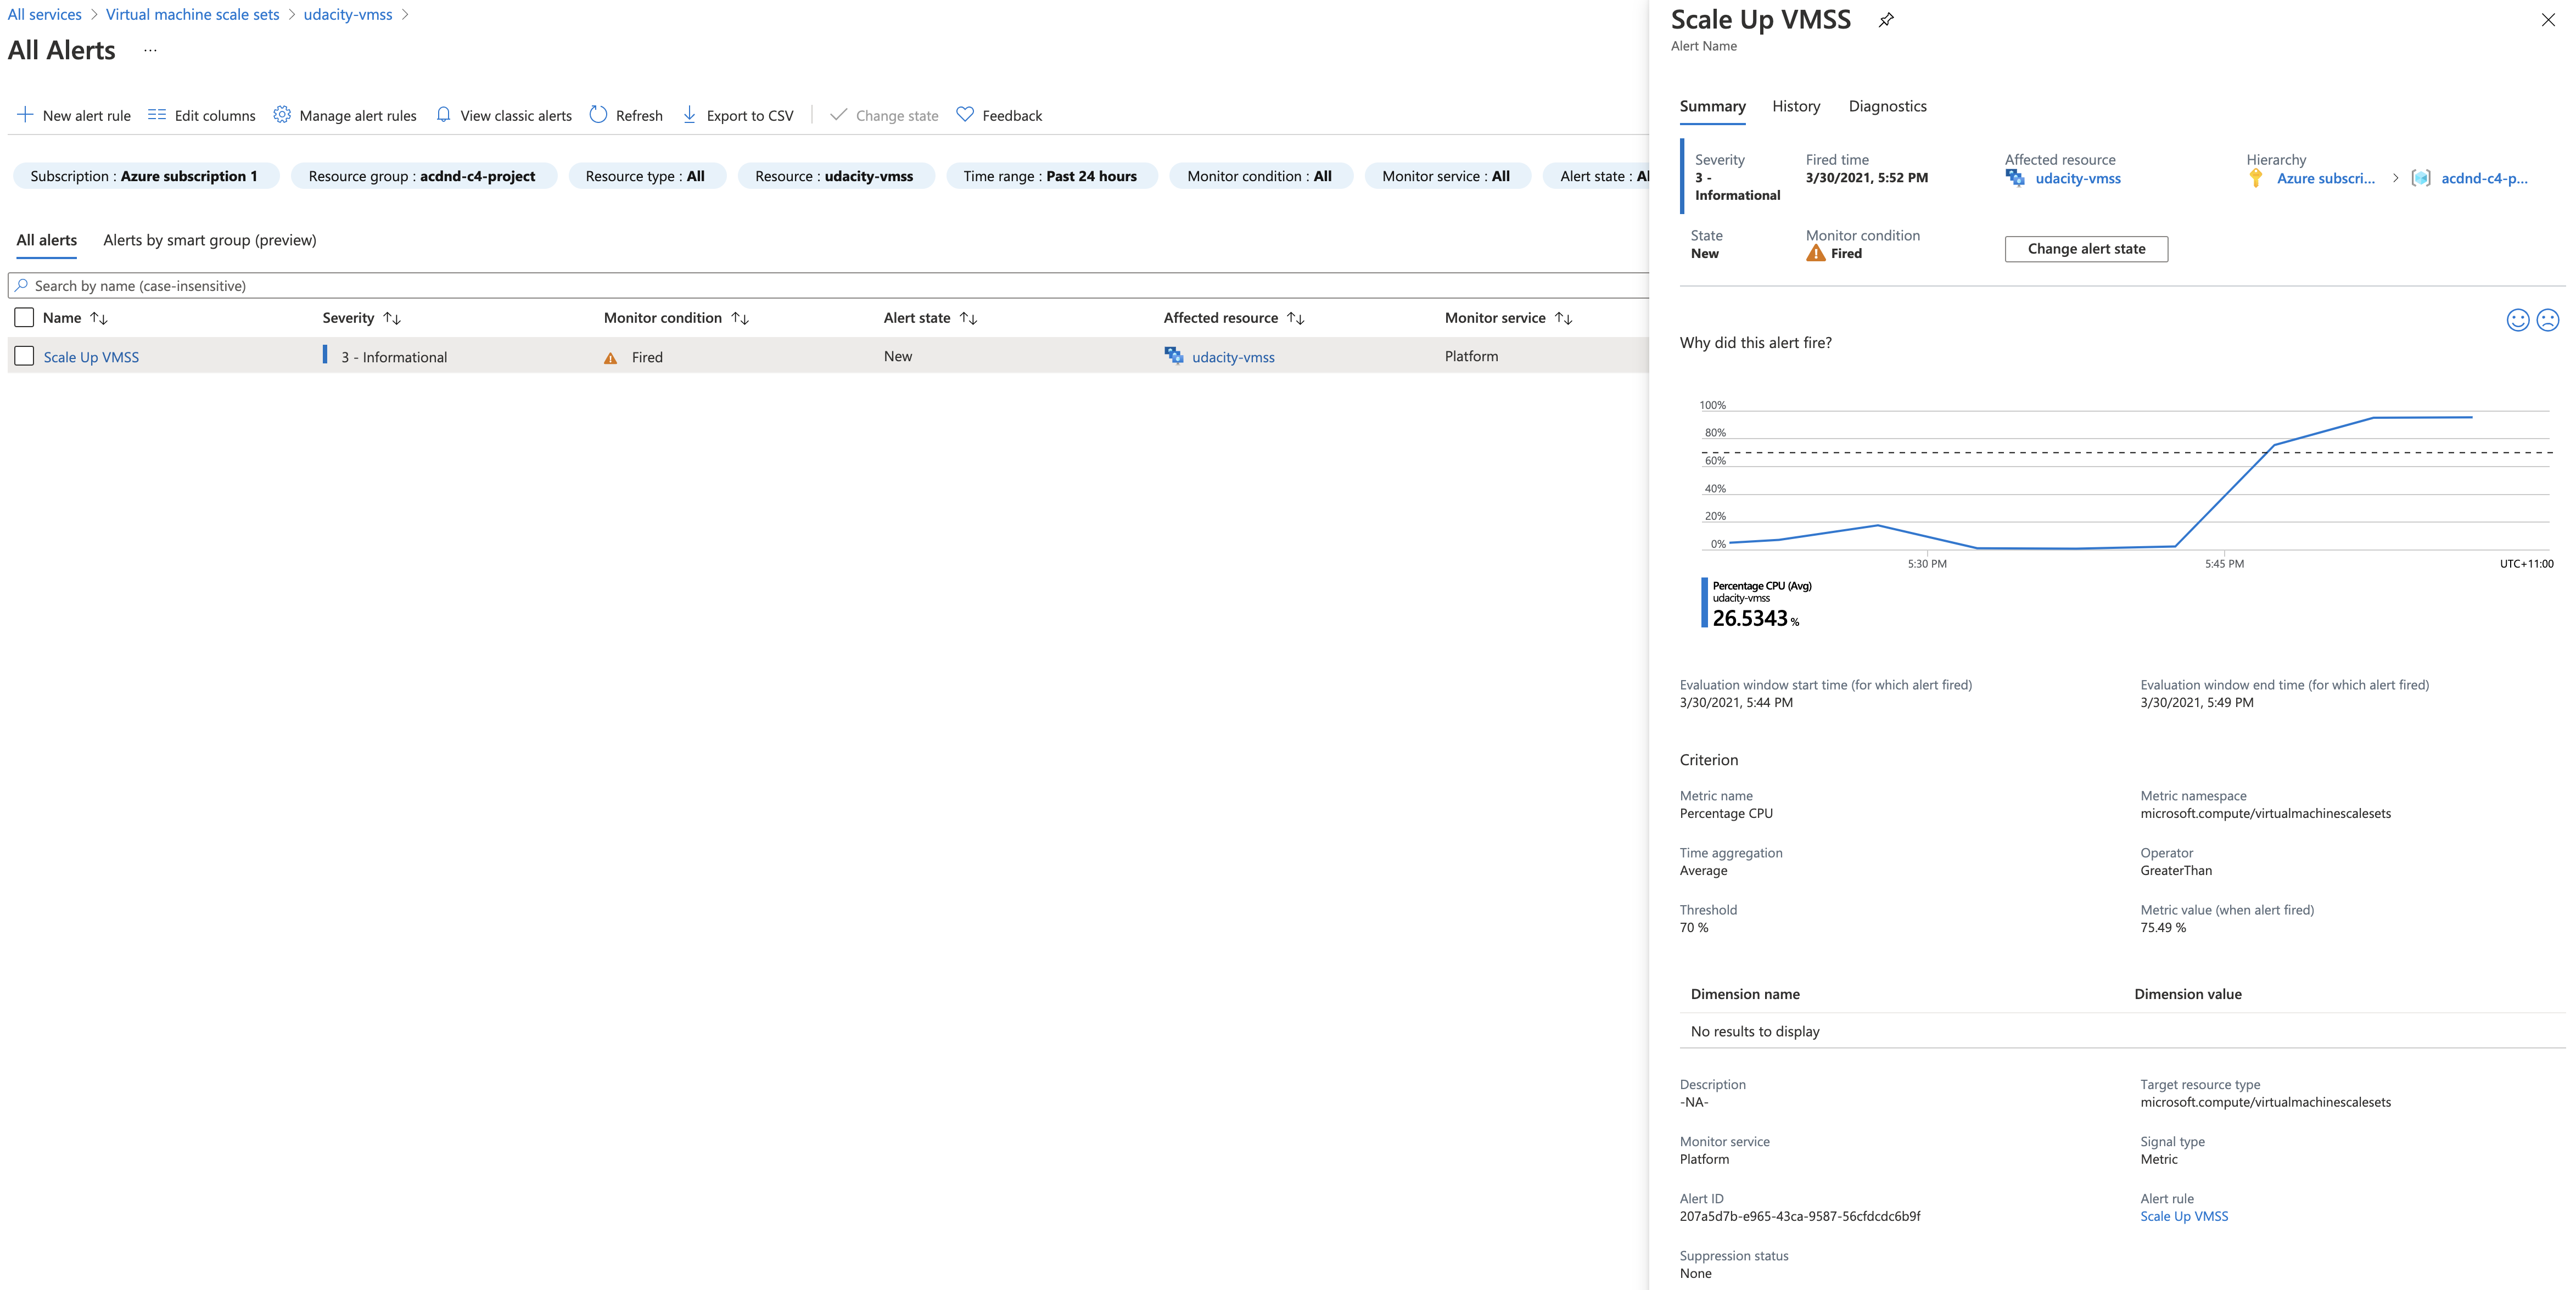 All services > Virtual machine scale sets > udacity-vmss >
All Alerts ...
New alert rule Edit columns Manage alert rules View classic alerts Refresh Export to CSV Change state Feedback
Subscription : Azure subscription 1 Resource group : acdnd-c4-project Resource type : All Resource : udacity-vmss Time range : Past 24 hours Monitor condition : All Monitor service : All Alert state :
All alerts Alerts by smart group (preview)
Search by name (case-insensitive)
Name Severity Monitor condition Alert state Affected resource Monitor service
Scale Up VMSS 3 - Informational Fired New udacity-vmss Platform
Scale Up VMSS
Alert Name
Summary History Diagnostics
Severity Fired time Affected resource Hierarchy
3 - 3/30/2021, 5:52 PM udacity-vmss Azure subscri... > acdnd-c4-p...
Informational
State Monitor condition
New Fired Change alert state
Why did this alert fire?
100%
80%
60%
40%
20%
0%
5:30 PM 5:45 PM UTC+11:00
Percentage CPU (Avg)
udacity-vmss
26.5343 %
Evaluation window start time (for which alert fired) Evaluation window end time (for which alert fired)
3/30/2021, 5:44 PM 3/30/2021, 5:49 PM
Criterion
Metric name Metric namespace
Percentage CPU microsoft.compute/virtualmachinescalesets
Time aggregation Operator
Average GreaterThan
Threshold Metric value (when alert fired)
70 % 75.49 %
Dimension name Dimension value
No results to display
Description Target resource type
-NA- microsoft.compute/virtualmachinescalesets
Monitor service Signal type
Platform Metric
Alert ID Alert rule
207a5d7b-e965-43ca-9587-56cfdcdc6b9f Scale Up VMSS
Suppression status
None